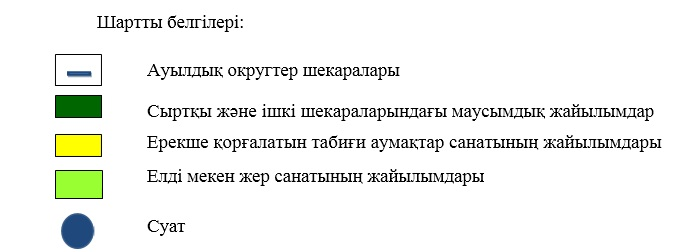 Шартты белгілері:
Ауылдық округтер шекаралары
Сыртқы және ішкі шекараларындағы маусымдық жайылымдар
Ерекше қорғалатын табиғи аумақтар санатының жайылымдары
Елді мекен жер санатының жайылымдары
Суат